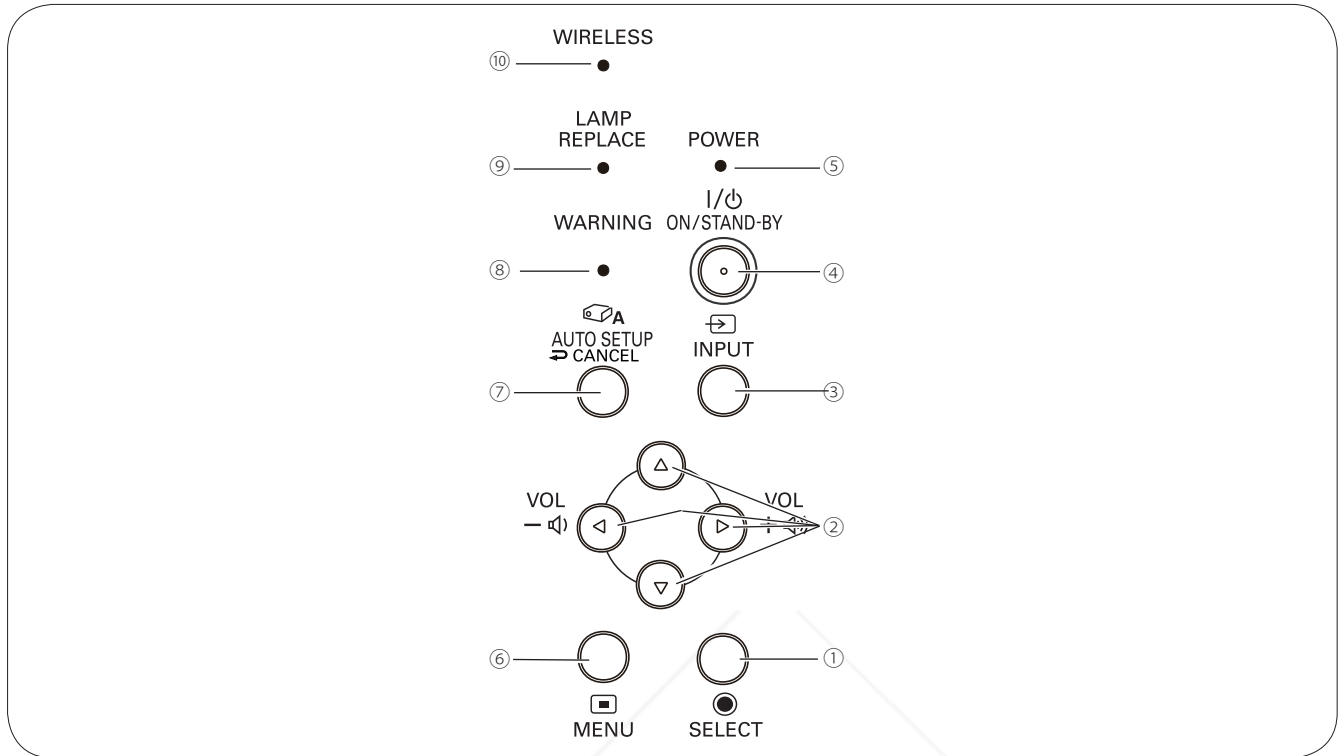 WIRELESS
⑩
LAMP
REPLACE
POWER
⑨
⑤
I/⏻
WARNING
ON/STAND-BY
⑧
④
A
AUTO SETUP
CANCEL
INPUT
⑦
③
VOL
VOL
−
+
②
⑥
①
MENU
SELECT